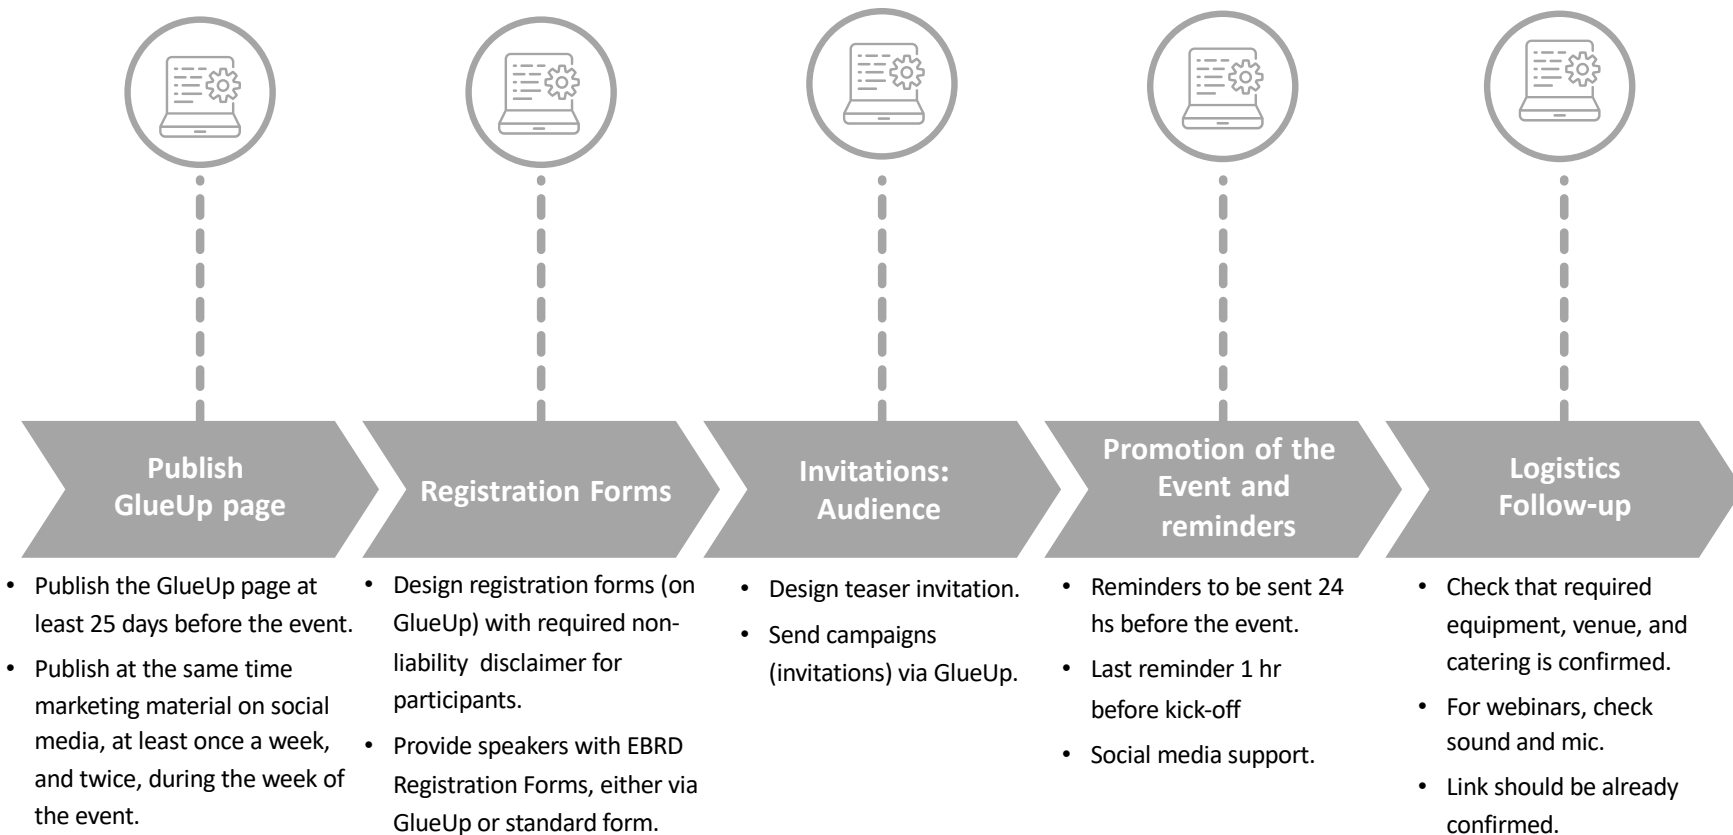 Publish
GlueUp page
Registration Forms
Invitations:
Audience
Promotion of the
Event and
reminders
Logistics
Follow-up
• Publish the GlueUp page at
least 25 days before the event.
• Publish at the same time
marketing material on social
media, at least once a week,
and twice, during the week of
the event.
• Design registration forms (on
GlueUp) with required non-
liability disclaimer for
participants.
• Provide speakers with EBRD
Registration Forms, either via
GlueUp or standard form.
• Design teaser invitation.
• Send campaigns
(invitations) via GlueUp.
• Reminders to be sent 24
hs before the event.
• Last reminder 1 hr
before kick-off
• Social media support.
• Check that required
equipment, venue, and
catering is confirmed.
• For webinars, check
sound and mic.
• Link should be already
confirmed.